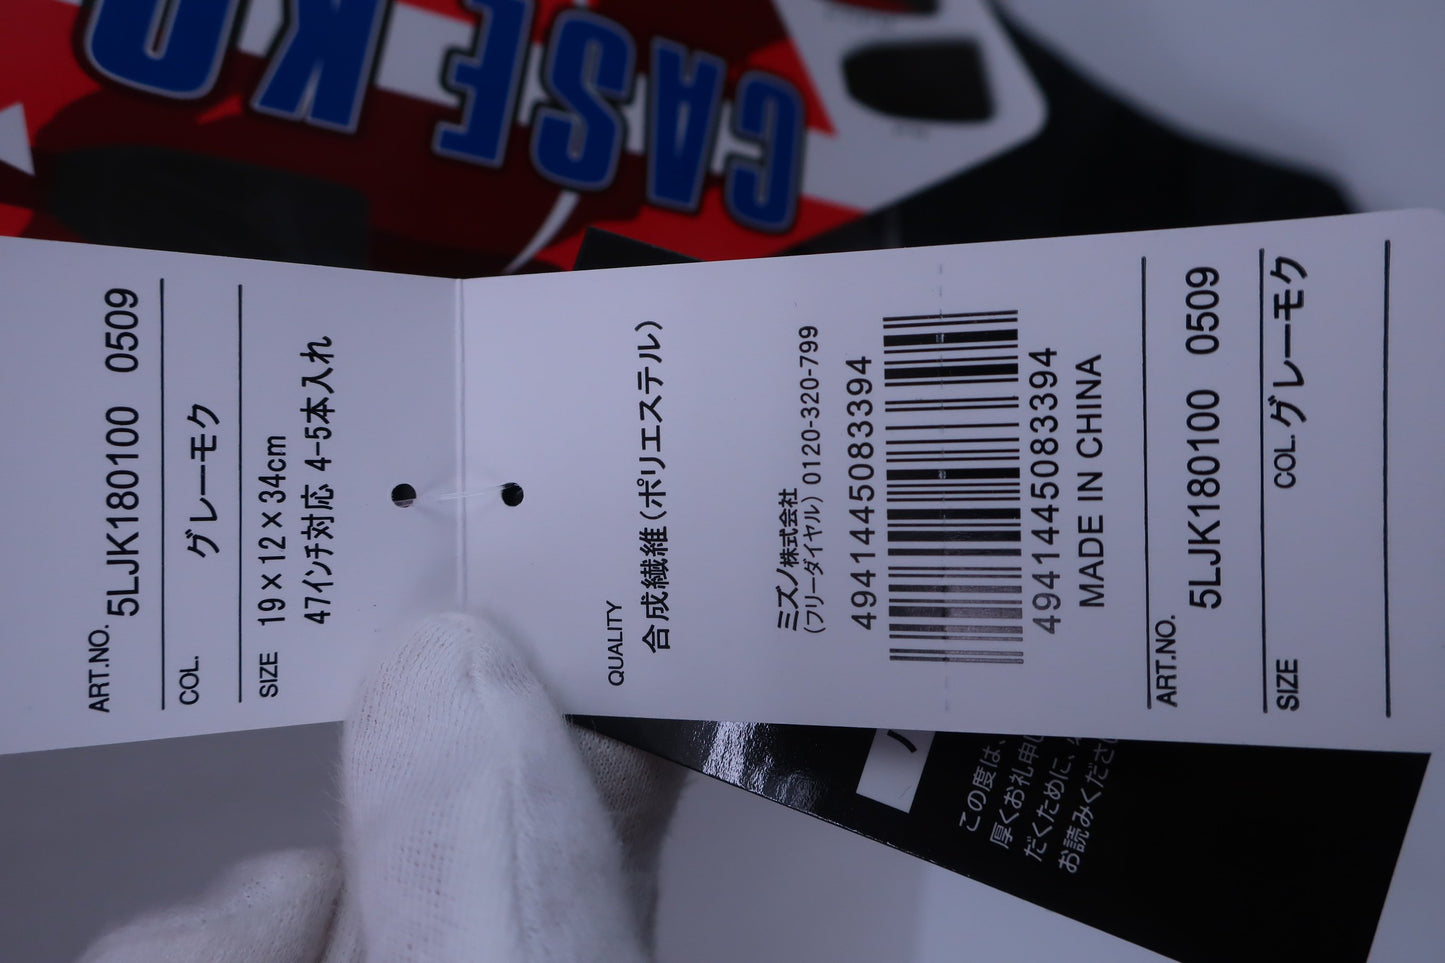 CASE KO
ART.NO. 5LJK180100 0509
COL. グレーモク
SIZE 19×12×34cm
47インチ対応 4-5本入れ
QUALITY
合成繊維(ポリエステル)
ミズノ株式会社
(フリーダイヤル) 0120-320-799
4941445083394
4941445083394
MADE IN CHINA
ART.NO. 5LJK180100 0509
COL. グレーモク
SIZE
この度は、
厚くお礼申し
だくために、
お読みくださ